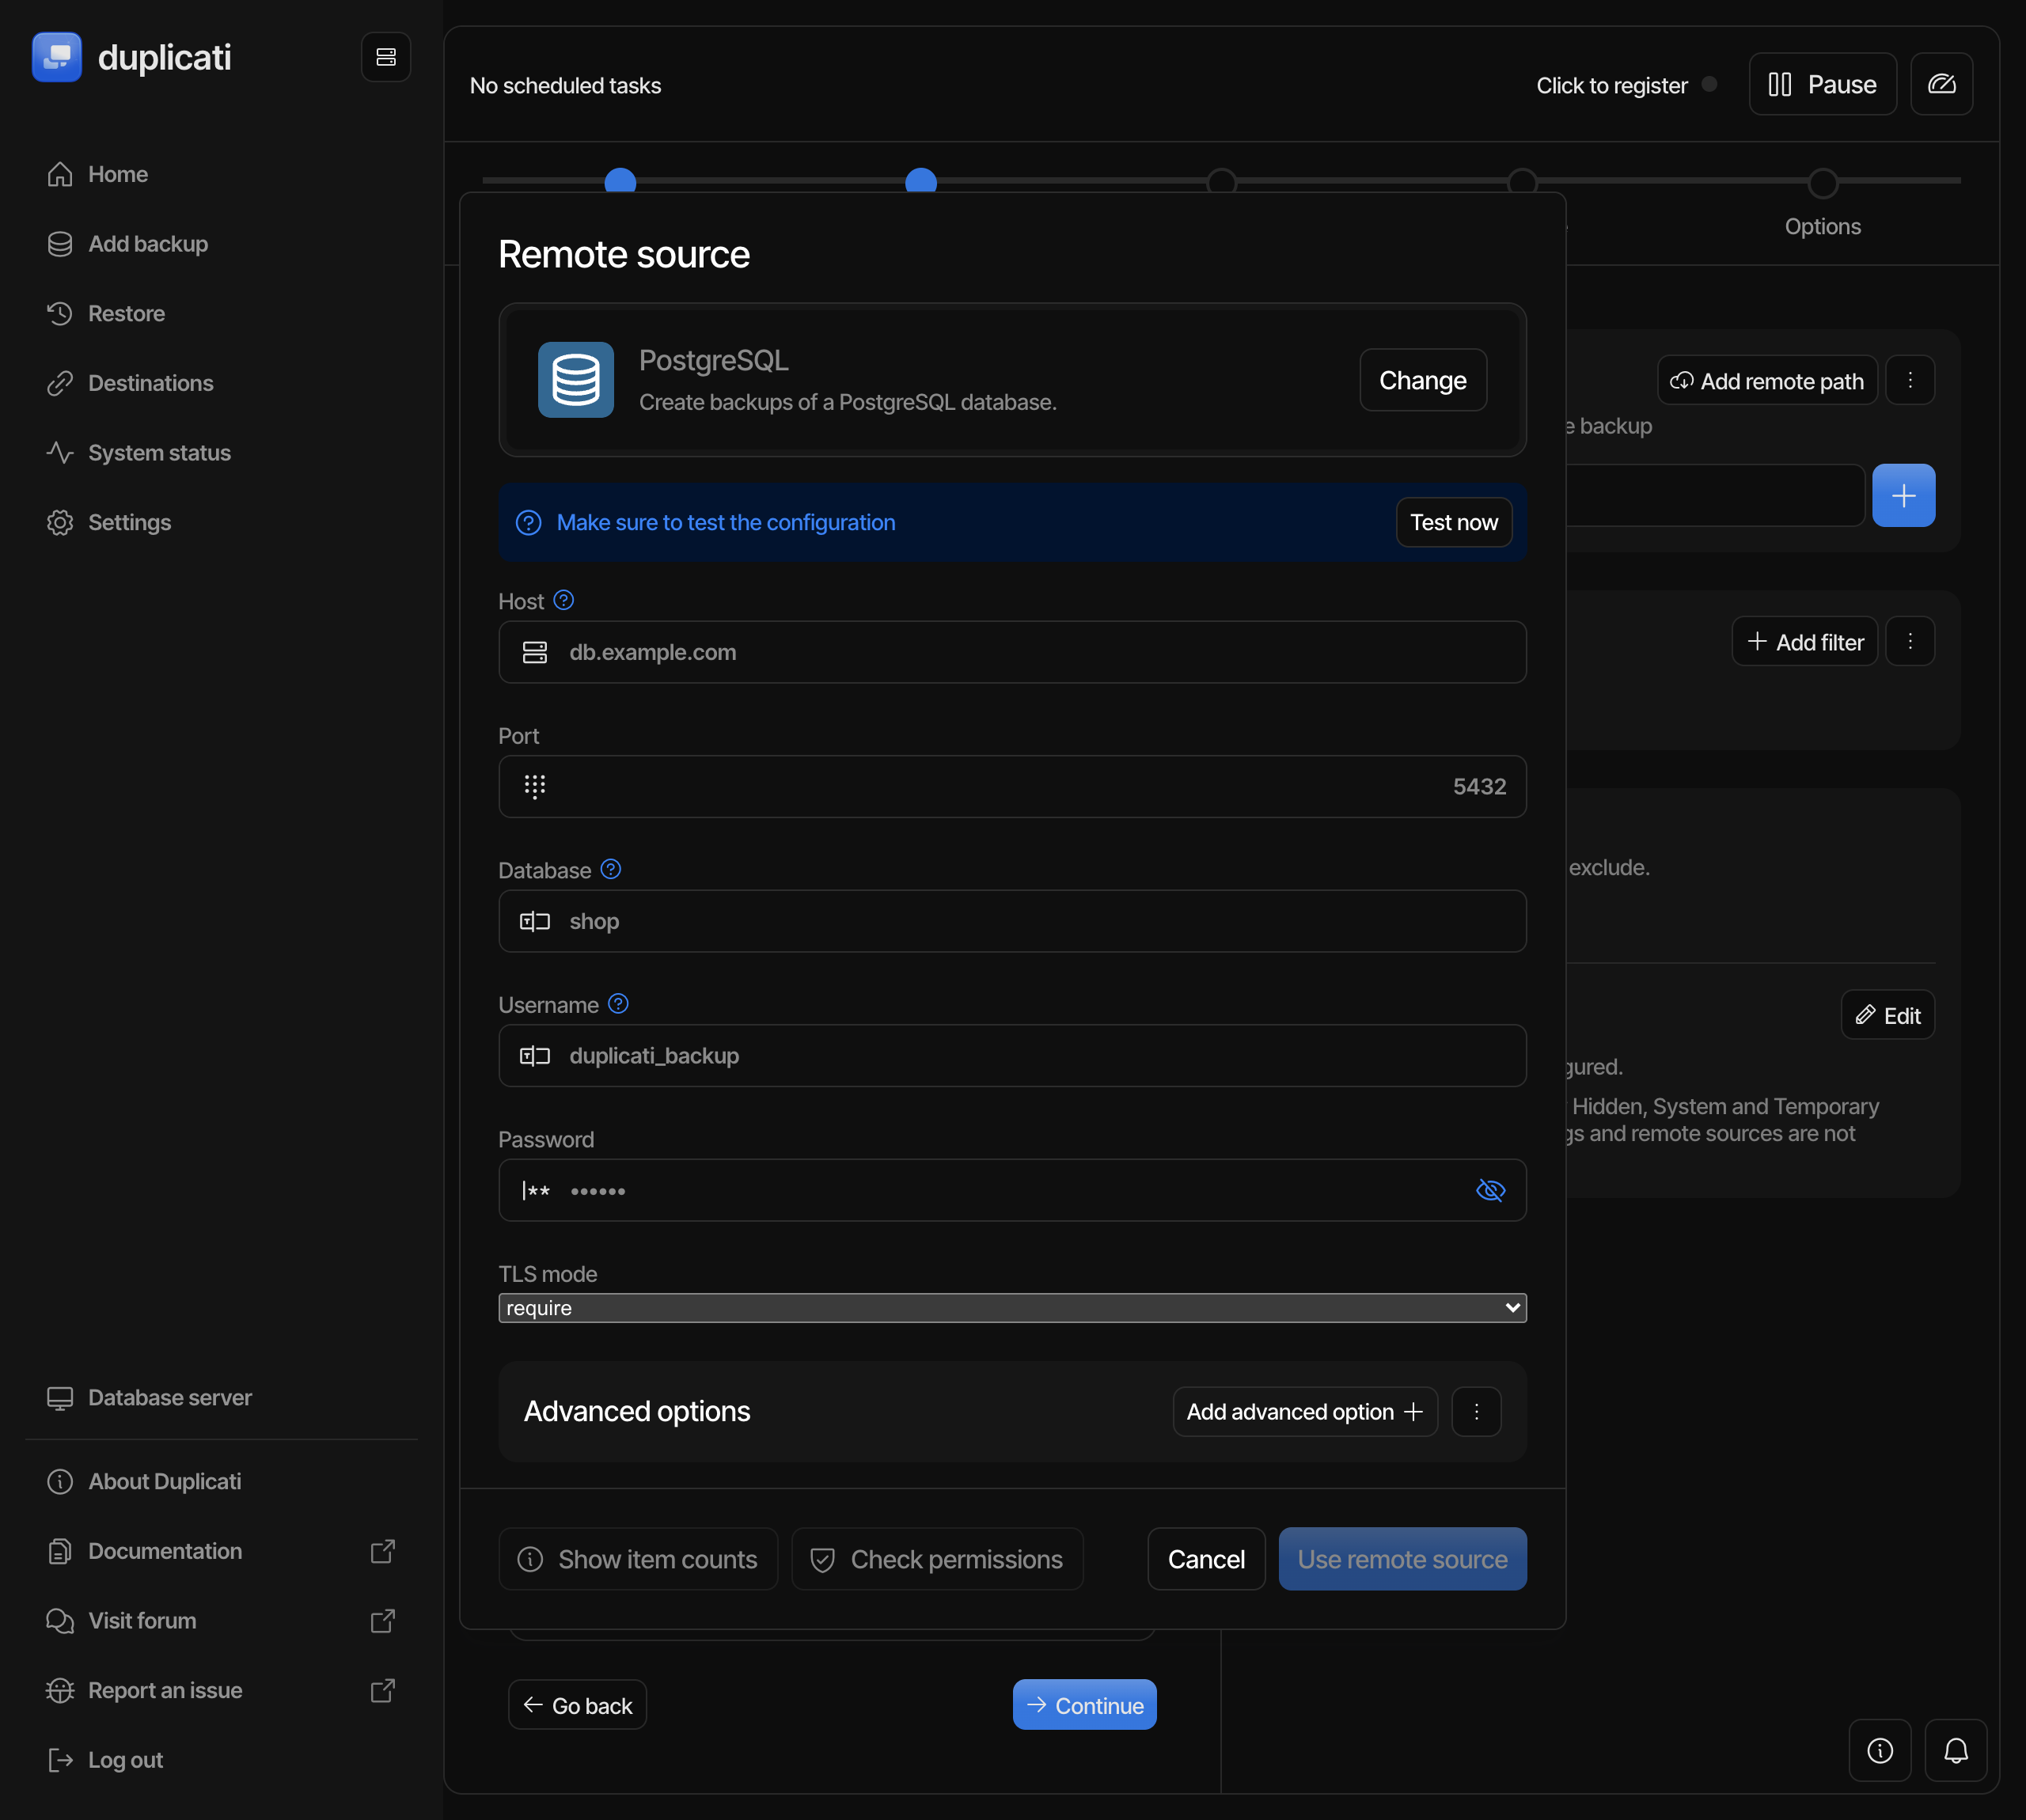 duplicati
Home
Add backup
Restore
Destinations
System status
Settings
Database server
About Duplicati
Documentation
Visit forum
Report an issue
Log out
No scheduled tasks
Click to register
Pause
Options
Remote source
PostgreSQL
Create backups of a PostgreSQL database.
Change
Make sure to test the configuration
Test now
Host
db.example.com
Port
5432
Database
shop
Username
duplicati_backup
Password
••••••
TLS mode
require
Advanced options
Add advanced option
Show item counts
Check permissions
Cancel
Use remote source
Add remote path
backup
Add filter
exclude.
Edit
Hidden, System and Temporary
and remote sources are not
Go back
Continue